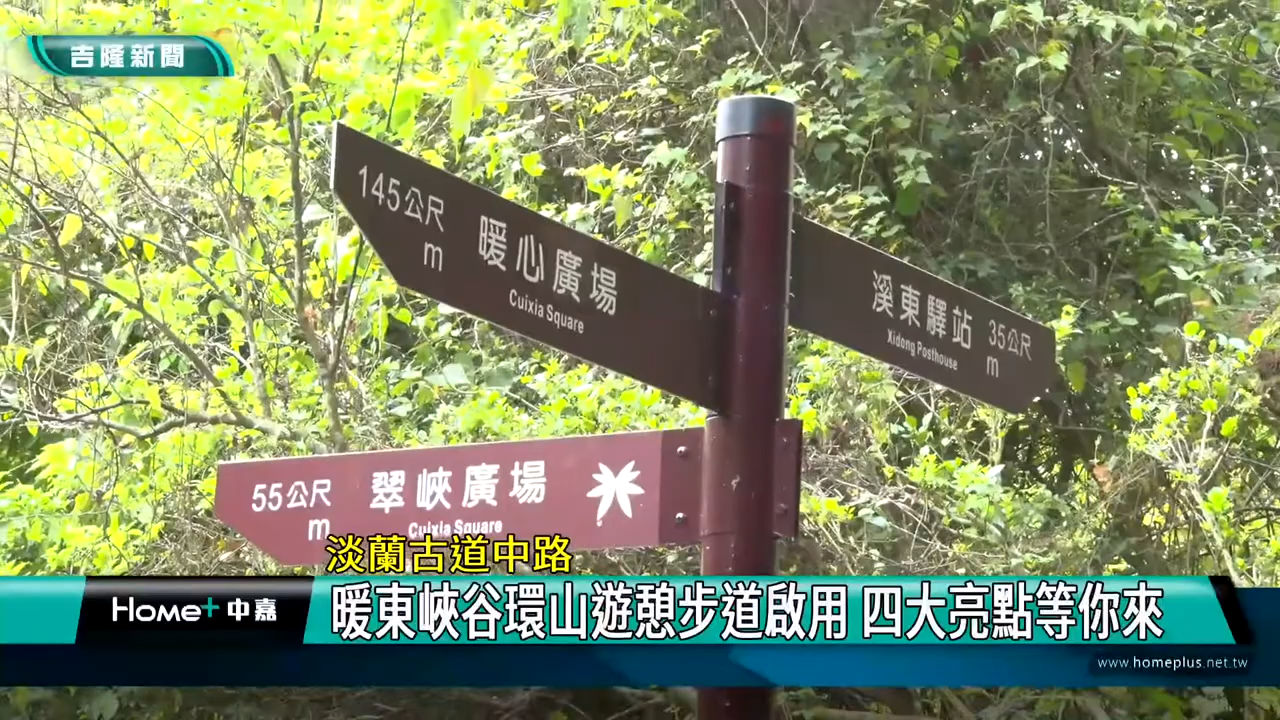 吉隆新聞
145公尺
m
暖心廣場
Cuixia Square
溪東驛站
Xidong Posthouse
35公尺
m
55公尺
m
翠峽廣場
Cuixia Square
淡蘭古道中路
Home+中嘉
暖東峽谷環山遊憩步道啟用 四大亮點等你來
www.homeplus.net.tw